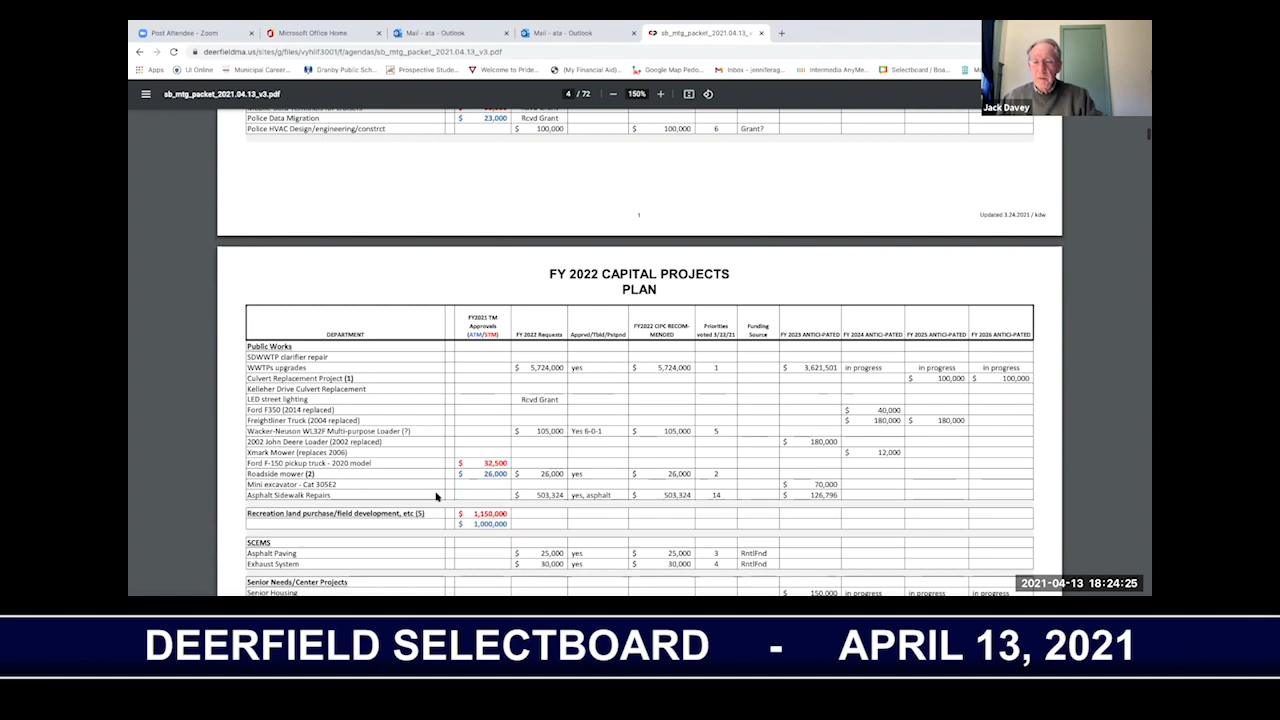 Post Attendee - Zoom Microsoft Office Home Mail - ata - Outlook Mail - ata - Outlook sb_mtg_packet_2021.04.13_v
deerfieldma.us/sites/g/files/vyhlif3001/f/agendas/sb_mtg_packet_2021.04.13_v3.pdf
Apps UI Online Municipal Career... Granby Public Sch... Prospective Stude... Welcome to Pride... (My Financial Aid)... Google Map Pedo... Inbox - jenniferag... Intermedia AnyMe... Selectboard / Boa...
sb_mtg_packet_2021.04.13_v3.pdf 4 / 72 150%
Jack Davey
Police Data Migration $ 23,000 Rcvd Grant
Police HVAC Design/engineering/constrct $ 100,000 $ 100,000 6 Grant?
1 Updated 3.24.2021 / kdw
FY 2022 CAPITAL PROJECTS
PLAN
DEPARTMENT FY2021 TM Approvals (ATM/STM) FY 2022 Requests Apprvd/Tbld/Pstpnd FY2022 CIPC RECOM-MENDED Priorities voted 3/22/21 Funding Source FY 2023 ANTICI-PATED FY 2024 ANTICI-PATED FY 2025 ANTICI-PATED FY 2026 ANTICI-PATED
Public Works
SDWWTP clarifier repair
WWTPs upgrades $ 5,724,000 yes $ 5,724,000 1 $ 3,621,501 in progress in progress in progress
Culvert Replacement Project (1) $ 100,000 $ 100,000
Kelleher Drive Culvert Replacement
LED street lighting Rcvd Grant
Ford F350 (2014 replaced) $ 40,000
Freightliner Truck (2004 replaced) $ 180,000 $ 180,000
Wacker-Neuson WL32F Multi-purpose Loader (?) $ 105,000 Yes 6-0-1 $ 105,000 5
2002 John Deere Loader (2002 replaced) $ 180,000
Xmark Mower (replaces 2006) $ 12,000
Ford F-150 pickup truck - 2020 model $ 32,500
Roadside mower (2) $ 26,000 $ 26,000 yes $ 26,000 2
Mini excavator - Cat 305E2 $ 70,000
Asphalt Sidewalk Repairs $ 503,324 yes, asphalt $ 503,324 14 $ 126,796
Recreation land purchase/field development, etc (5) $ 1,150,000
$ 1,000,000
SCEMS
Asphalt Paving $ 25,000 yes $ 25,000 3 RntlFnd
Exhaust System $ 30,000 yes $ 30,000 4 RntlFnd
Senior Needs/Center Projects
Senior Housing $ 150,000 in progress in progress in progress
2021-04-13 18:24:25
DEERFIELD SELECTBOARD - APRIL 13, 2021